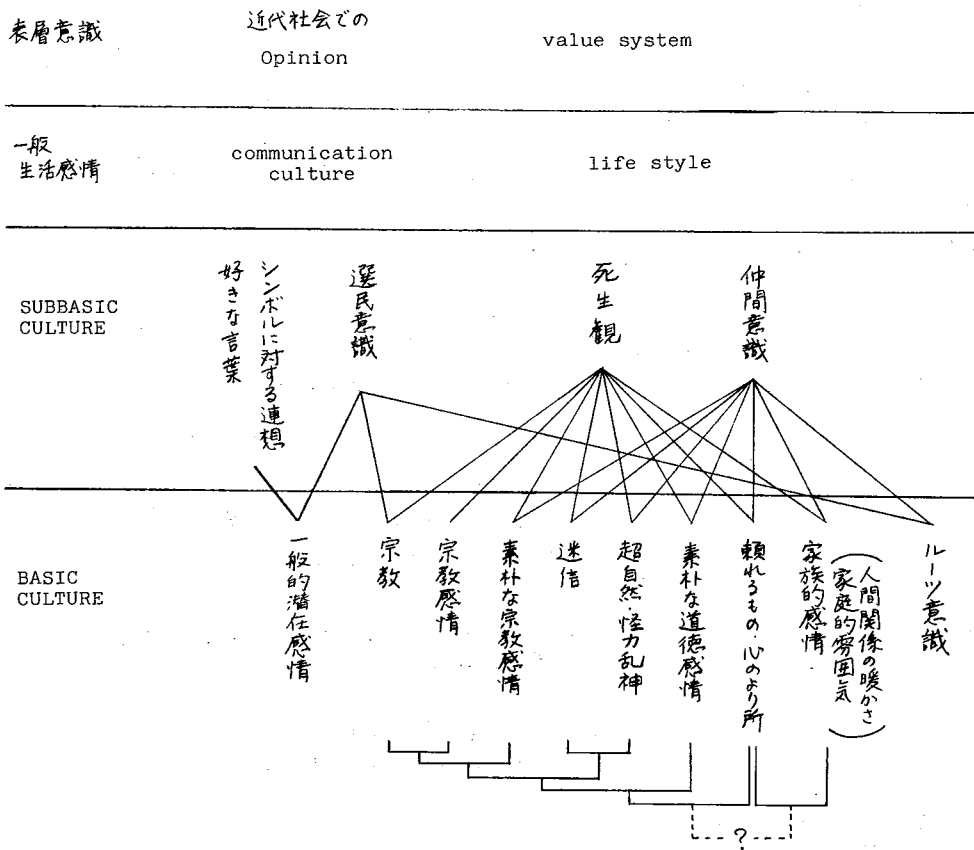 表層意識
近代社会での
Opinion
value system
一般
生活感情
communication
culture
life style
SUBBASIC
CULTURE
シンボルに対する連想
好きな言葉
選民意識
死生観
仲間意識
BASIC
CULTURE
一般的潜在感情
宗教
宗教感情
素朴な宗教感情
迷信
超自然・怪力乱神
素朴な道徳感情
頼れるもの・心のより所
家族的感情
(人間関係の暖かさ
家庭的雰囲気)
ルーツ意識
?